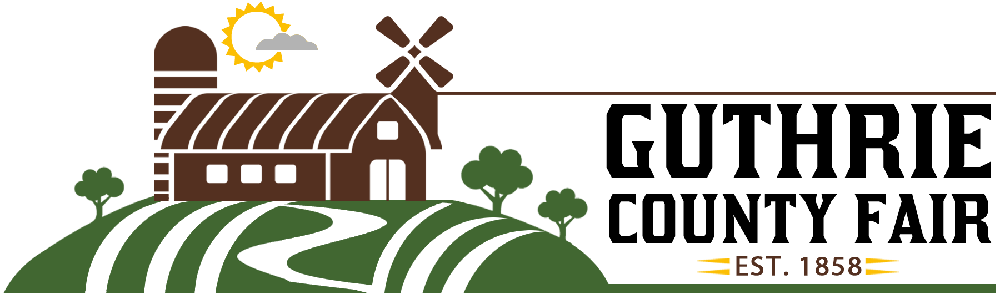 GUTHRIE
COUNTY FAIR
EST. 1858